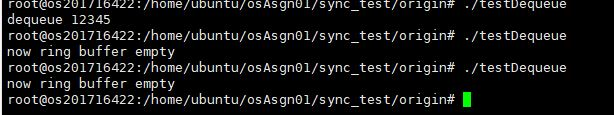 root@os201716422:/home/ubuntu/osAsgn01/sync_test/origin# ./testDequeue
dequeue 12345
root@os201716422:/home/ubuntu/osAsgn01/sync_test/origin# ./testDequeue
now ring buffer empty
root@os201716422:/home/ubuntu/osAsgn01/sync_test/origin# ./testDequeue
now ring buffer empty
root@os201716422:/home/ubuntu/osAsgn01/sync_test/origin#